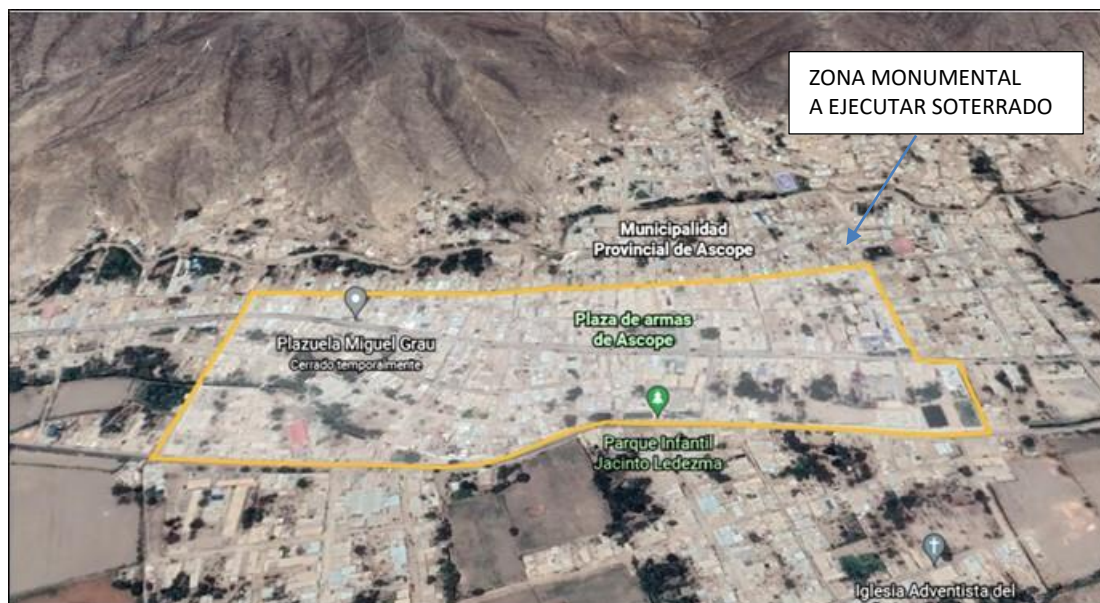 ZONA MONUMENTAL
A EJECUTAR SOTERRADO
Municipalidad
Provincial de Ascope
Plazuela Miguel Grau
Cerrado temporalmente
Plaza de armas
de Ascope
Parque Infantil
Jacinto Ledezma
Iglesia Adventista del